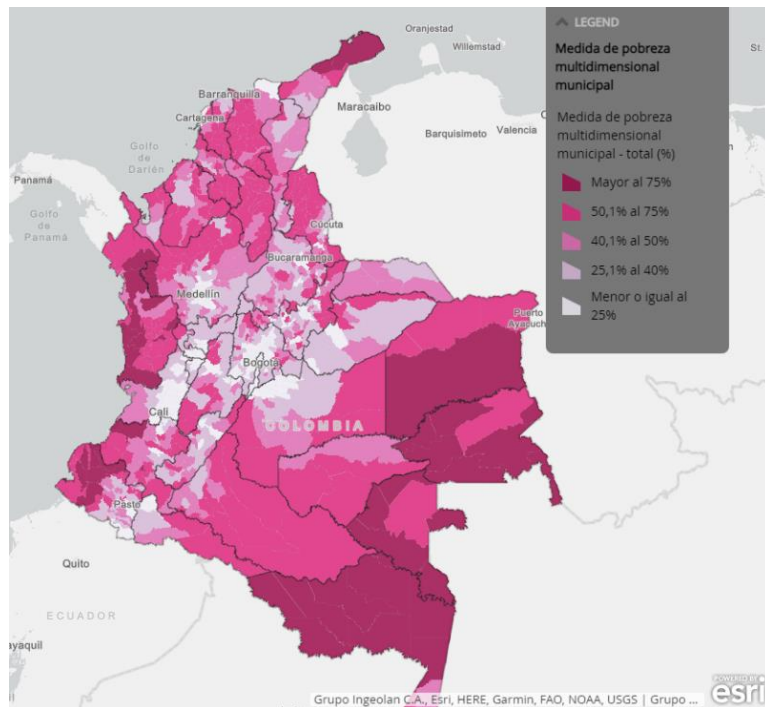 LEGEND
Medida de pobreza
multidimensional
municipal
Medida de pobreza
multidimensional
municipal - total (%)
Mayor al 75%
50,1% al 75%
40,1% al 50%
25,1% al 40%
Menor o igual al
25%
Oranjestad
Willemstad
St.
Barranquilla
Cartagena
Maracaibo
Barquisimeto
Valencia
Golfo
de
Darién
Panamá
Golfo
de
Panamá
Cúcuta
Bucaramanga
Medellín
Puerto
Ayacuch
Bogotá
Cali
COLOMBIA
Pasto
Quito
ECUADOR
ayaquil
Grupo Ingeolan C.A., Esri, HERE, Garmin, FAO, NOAA, USGS | Grupo ...
POWERED BY
esri